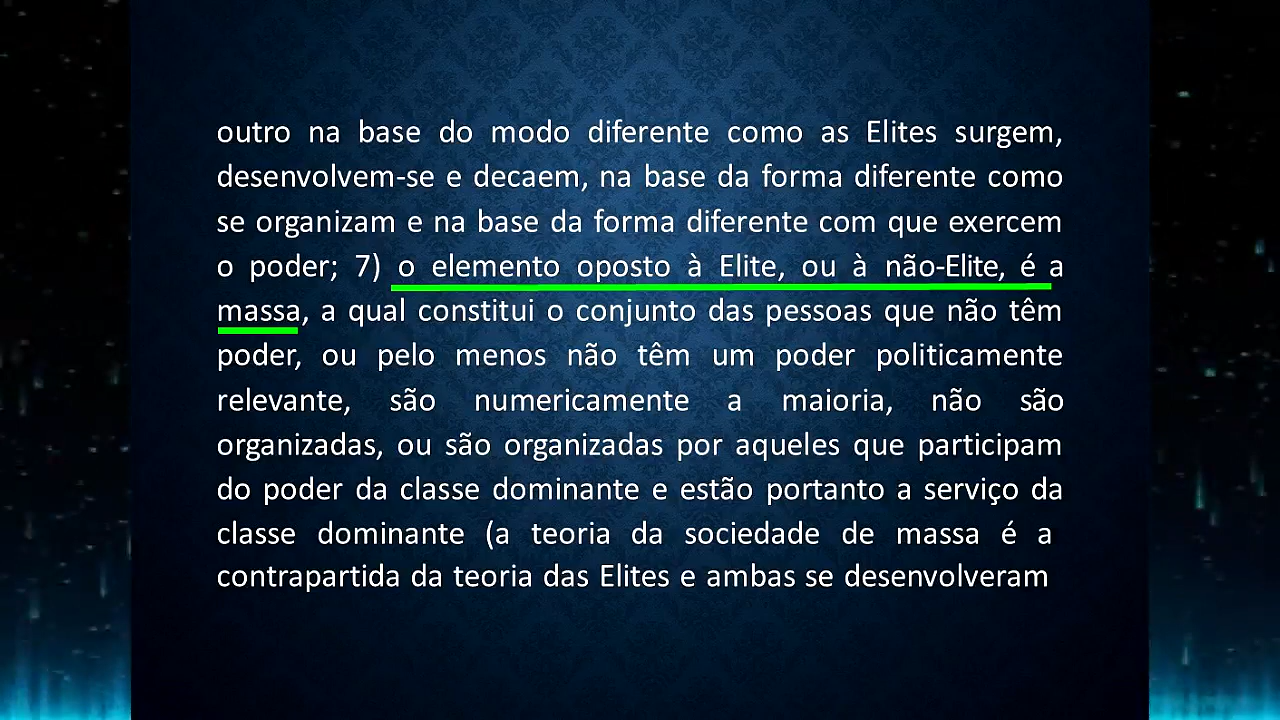 outro na base do modo diferente como as Elites surgem,
desenvolvem-se e decaem, na base da forma diferente como
se organizam e na base da forma diferente com que exercem
o poder; 7) o elemento oposto à Elite, ou à não-Elite, é a
massa, a qual constitui o conjunto das pessoas que não têm
poder, ou pelo menos não têm um poder politicamente
relevante, são numericamente a maioria, não são
organizadas, ou são organizadas por aqueles que participam
do poder da classe dominante e estão portanto a serviço da
classe dominante (a teoria da sociedade de massa é a
contrapartida da teoria das Elites e ambas se desenvolveram